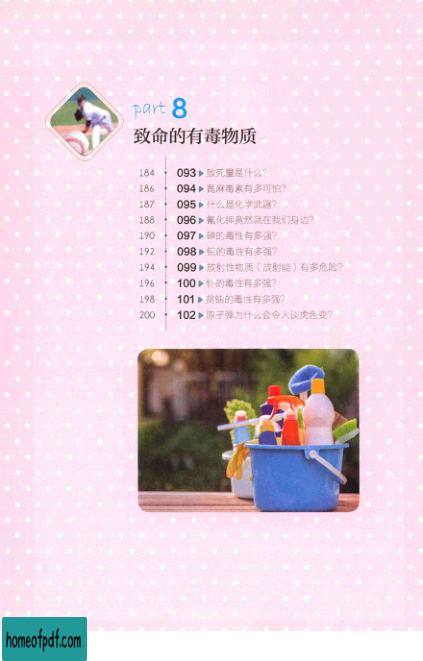 part 8
致命的有毒物质
184 • 093 ▶ 致死量是什么?
186 • 094 ▶ 蓖麻毒素有多可怕?
187 • 095 ▶ 什么是化学武器?
188 • 096 ▶ 氰化钾竟然就在我们身边?
190 • 097 ▶ 砷的毒性有多强?
192 • 098 ▶ 铊的毒性有多强?
194 • 099 ▶ 放射性物质(放射能)有多危险?
196 • 100 ▶ 钋的毒性有多强?
198 • 101 ▶ 贫铀的毒性有多强?
200 • 102 ▶ 原子弹为什么会令人谈虎色变?
homeofpdf.com